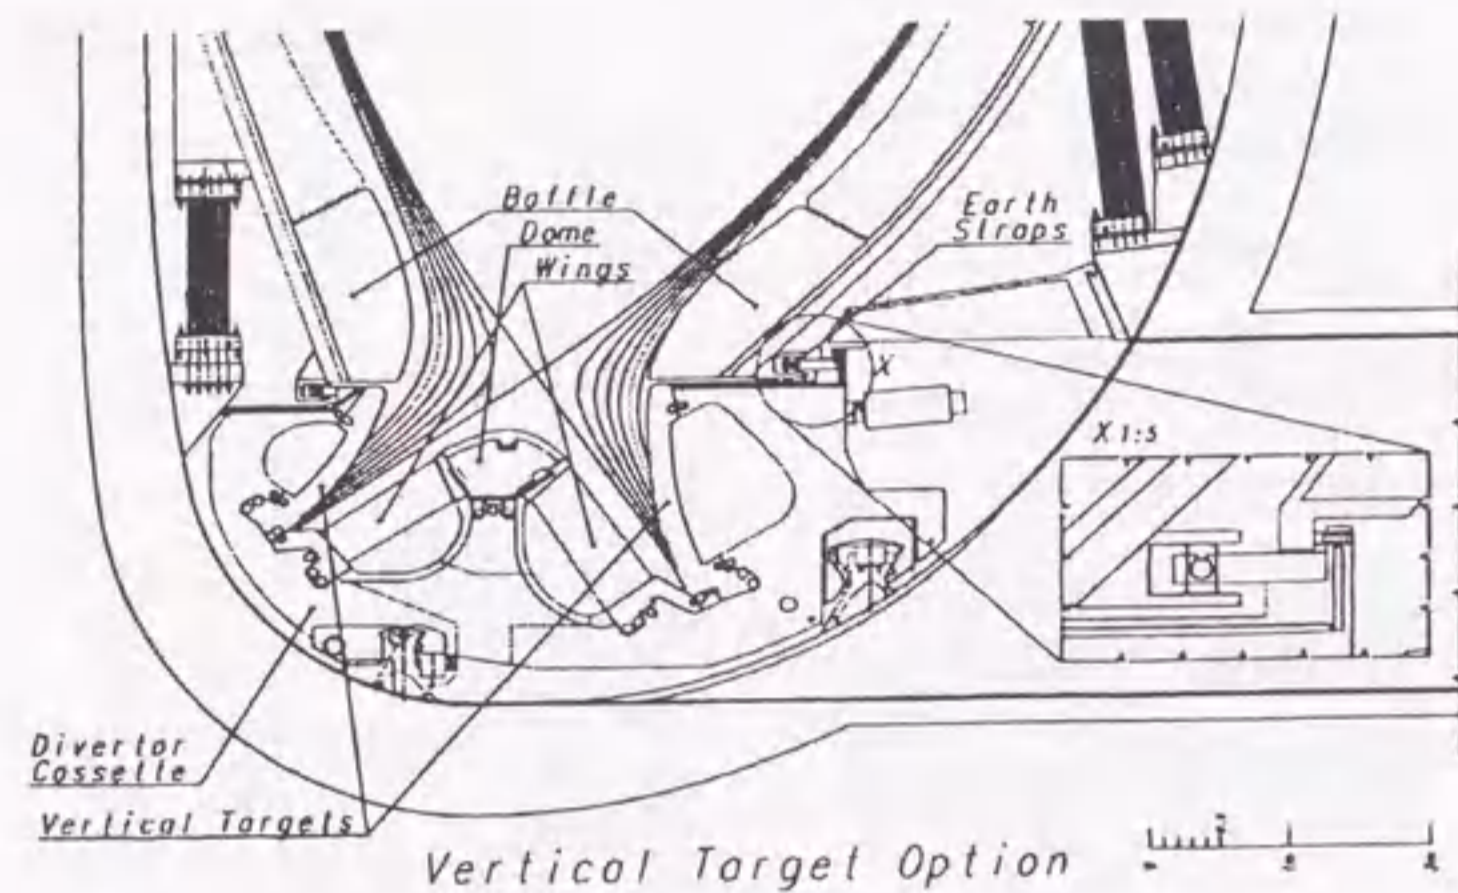 Baffle
Dome
Wings
Earth
Straps
X
X 1:5
Divertor
Cassette
Vertical Targets
Vertical Target Option